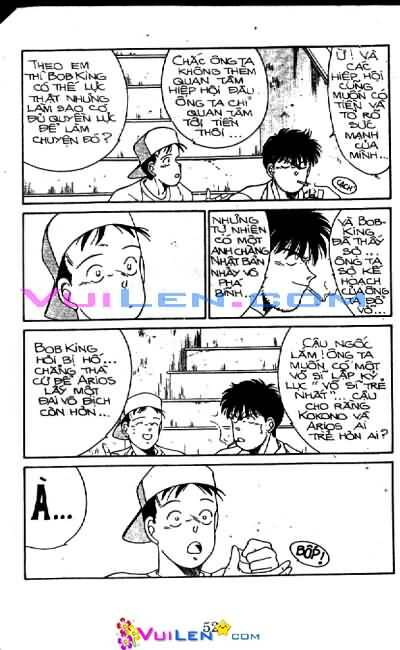 THEO EM
THÌ BOB KING
CÓ THẾ LỰC
THẬT NHƯNG
LÀM SAO CÓ
ĐỦ QUYỀN LỰC
ĐỂ LÀM
CHUYỆN ĐÓ?
CHẮC ÔNG TA
KHÔNG THÈM
QUAN TÂM
HIỆP HỘI ĐÂU.
ÔNG TA CHỈ
QUAN TÂM
TỚI TIỀN
THÔI...
Ừ! VÀ
CÁC
HIỆP HỘI
CŨNG
MUỐN CÓ
TIỀN VÀ
TỎ RÕ
SỨC
MẠNH
CỦA
MÌNH...
CẠCH!
NHƯNG
TỰ NHIÊN
CÓ MỘT
ANH CHÀNG
NHẬT BẢN
NHẢY VÔ
PHÁ
BĨNH
VÀ BOB-
KING
ĐÃ THẤY
SỢ...
ÔNG TA
SỢ KẾ
HOẠCH
CỦA ÔNG
TA ĐỔ
VỠ...
VUILEN.COM
BOB KING
HƠI BỊ HỐ...
CHẲNG THÀ
CỨ ĐỂ ARIOS
LẤY MỘT
ĐAI VÔ ĐỊCH
CÒN HƠN...
CẬU NGỐC
LẮM! ÔNG TA
MUỐN CÓ MỘT
VÕ SĨ LẬP KỶ
LỤC "VÕ SĨ TRẺ
NHẤT"... CẬU
CHO RẰNG
KOKONO VÀ
ARIOS AI
TRẺ HƠN AI?
À...
BỐP!
52
VUILEN.COM